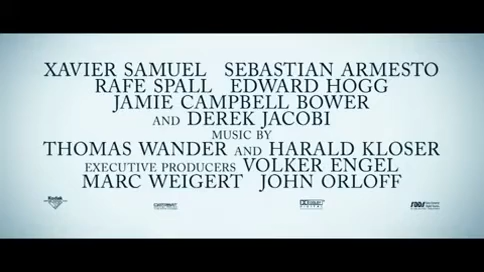 XAVIER SAMUEL SEBASTIAN ARMESTO
RAFE SPALL EDWARD HOGG
JAMIE CAMPBELL BOWER
AND DEREK JACOBI
MUSIC BY
THOMAS WANDER AND HARALD KLOSER
EXECUTIVE PRODUCERS VOLKER ENGEL
MARC WEIGERT JOHN ORLOFF
Kodak